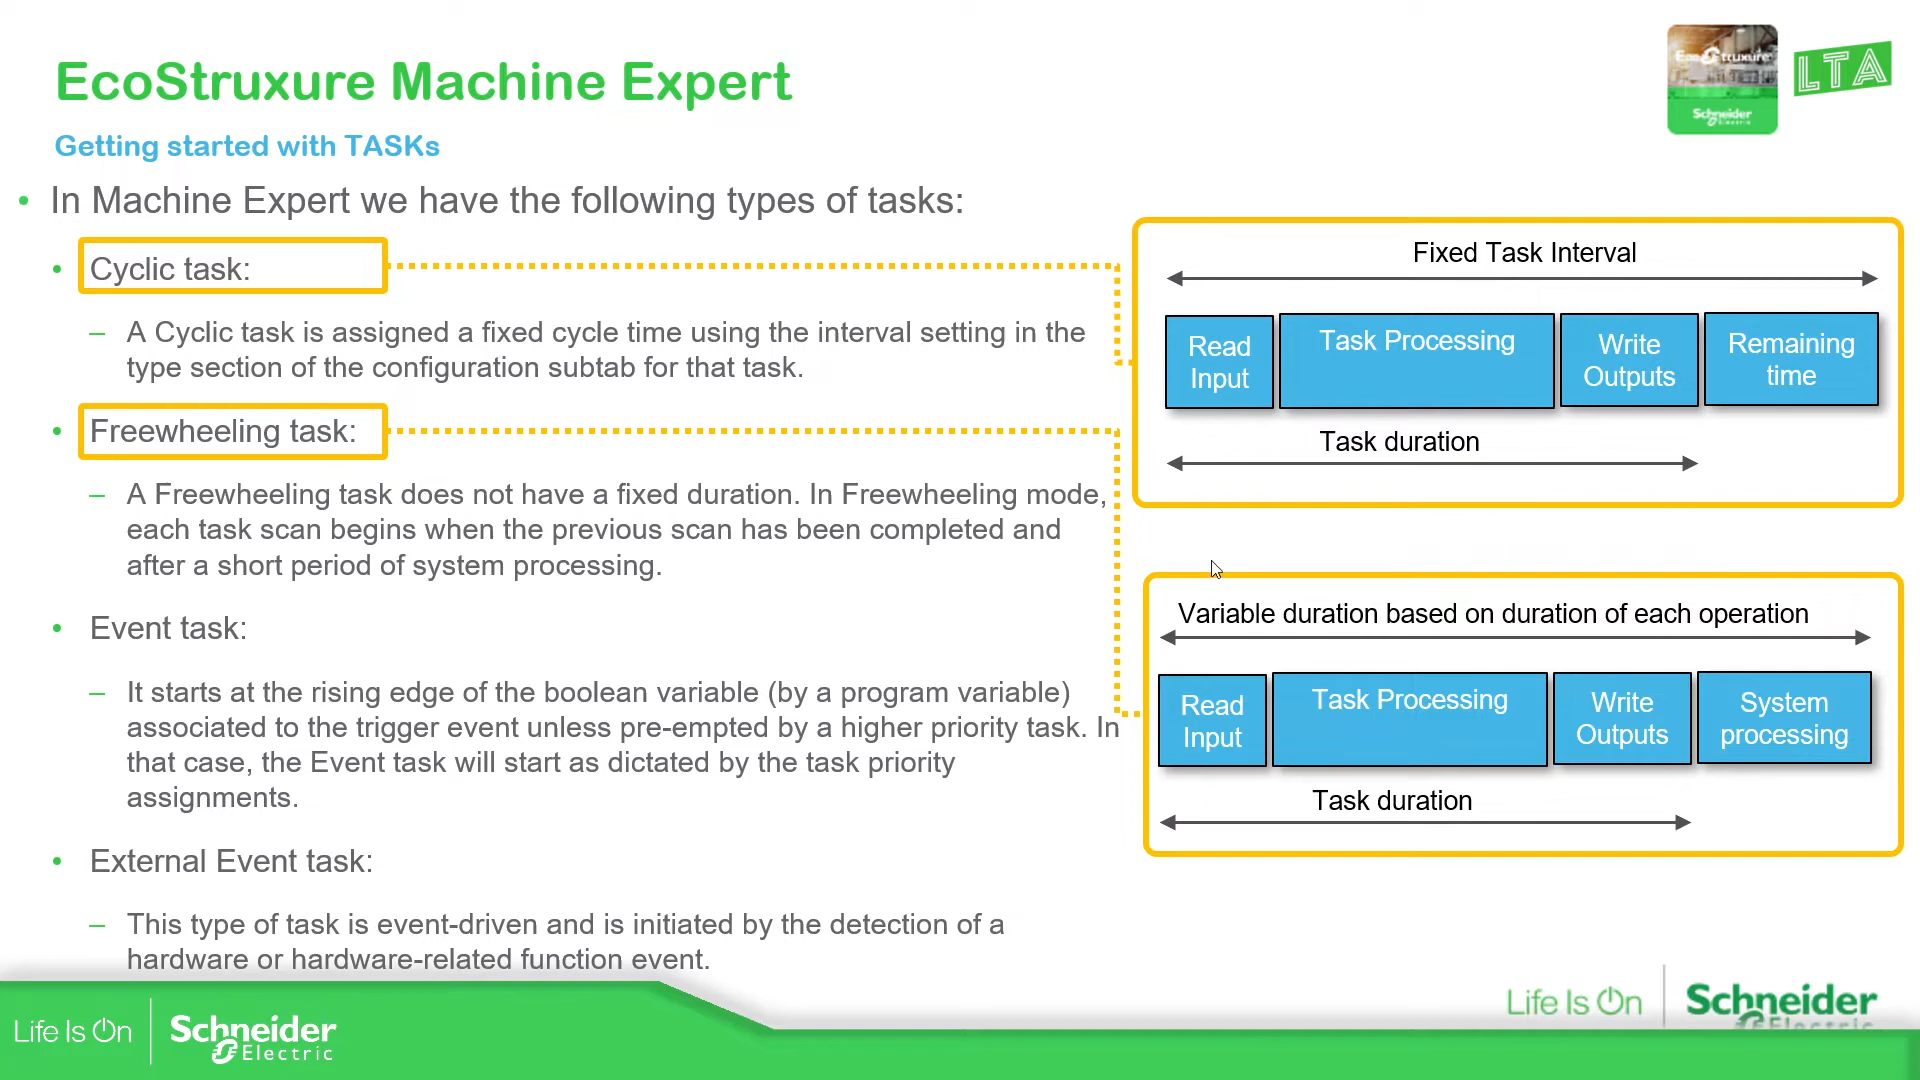 EcoStruxure Machine Expert
Getting started with TASKs
EcoStruxure
Schneider
Electric
LTA
• In Machine Expert we have the following types of tasks:
• Cyclic task:
– A Cyclic task is assigned a fixed cycle time using the interval setting in the
type section of the configuration subtab for that task.
• Freewheeling task:
– A Freewheeling task does not have a fixed duration. In Freewheeling mode,
each task scan begins when the previous scan has been completed and
after a short period of system processing.
• Event task:
– It starts at the rising edge of the boolean variable (by a program variable)
associated to the trigger event unless pre-empted by a higher priority task. In
that case, the Event task will start as dictated by the task priority
assignments.
• External Event task:
– This type of task is event-driven and is initiated by the detection of a
hardware or hardware-related function event.
Fixed Task Interval
Read
Input
Task Processing
Write
Outputs
Remaining
time
Task duration
Variable duration based on duration of each operation
Read
Input
Task Processing
Write
Outputs
System
processing
Task duration
Life Is On
Schneider
Electric
Life Is On
Schneider
Electric